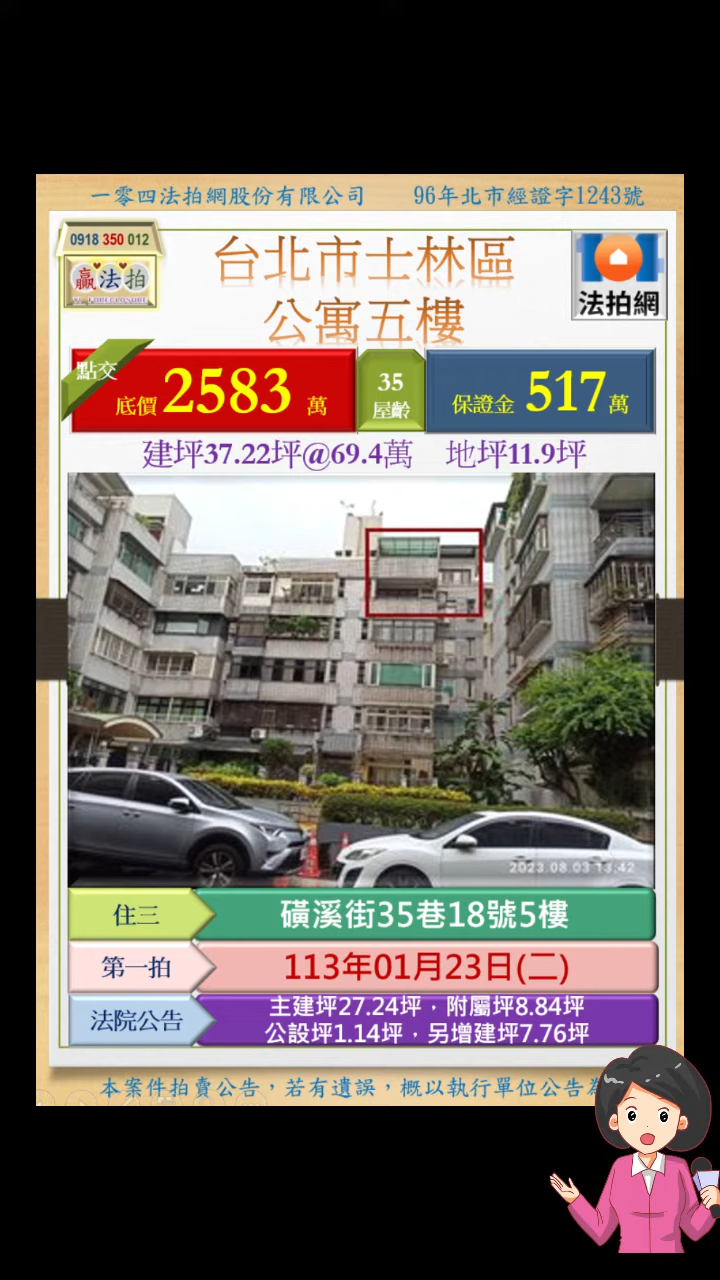 一零四法拍網股份有限公司 96年北市經證字1243號
0918 350 012
贏法拍
台北市士林區
公寓五樓
法拍網
點交
底價 2583 萬
35
屋齡
保證金 517 萬
建坪37.22坪@69.4萬 地坪11.9坪
2023.08.03 13:42
住三
磺溪街35巷18號5樓
第一拍
113年01月23日(二)
法院公告
主建坪27.24坪，附屬坪8.84坪
公設坪1.14坪，另增建坪7.76坪
本案件拍賣公告，若有遺誤，概以執行單位公告為